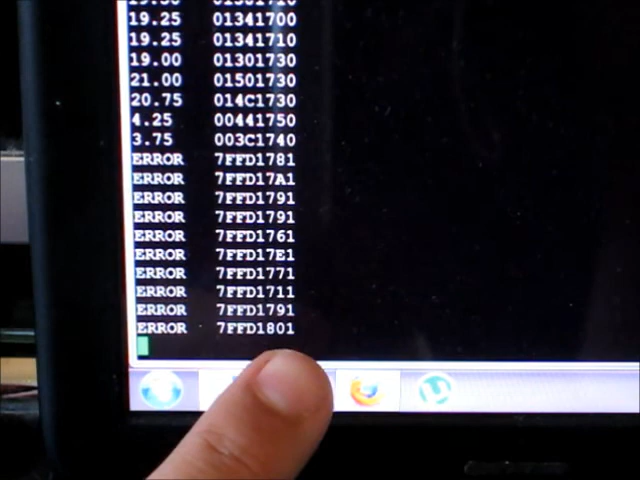 19.25 01341700
19.25 01341710
19.00 01301730
21.00 01501730
20.75 014C1730
4.25 00441750
3.75 003C1740
ERROR 7FFD1781
ERROR 7FFD17A1
ERROR 7FFD1791
ERROR 7FFD1791
ERROR 7FFD1761
ERROR 7FFD17E1
ERROR 7FFD1771
ERROR 7FFD1711
ERROR 7FFD1791
ERROR 7FFD1801